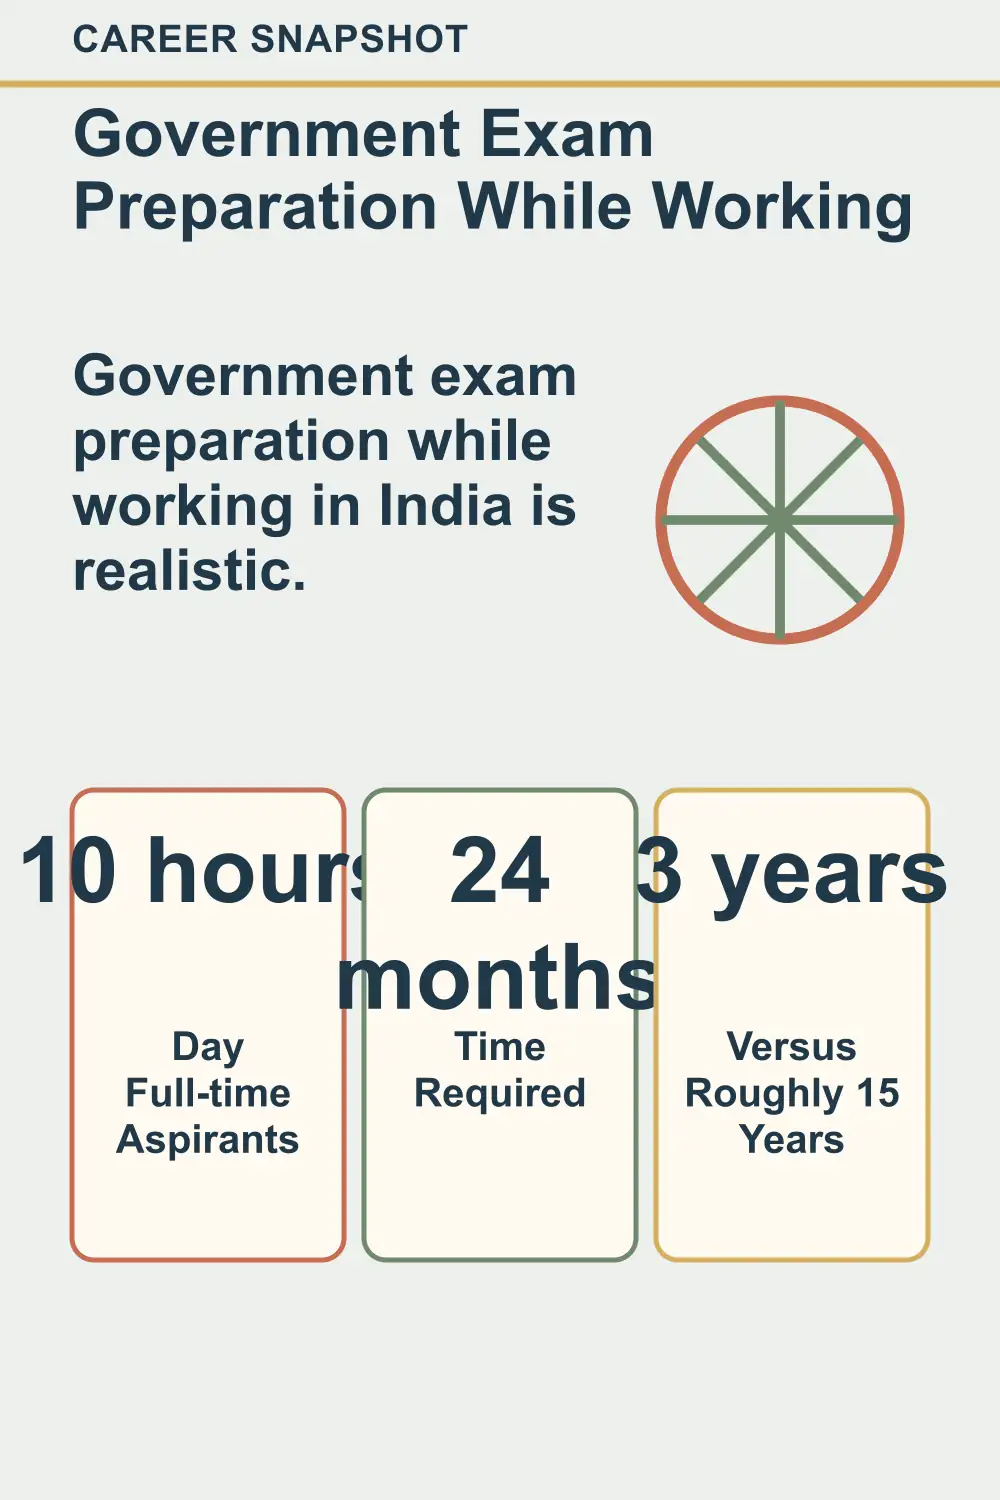 CAREER SNAPSHOT
Government Exam
Preparation While Working
Government exam
preparation while
working in India is
realistic.
10 hours
Day
Full-time
Aspirants
24
months
Time
Required
3 years
Versus
Roughly 15
Years